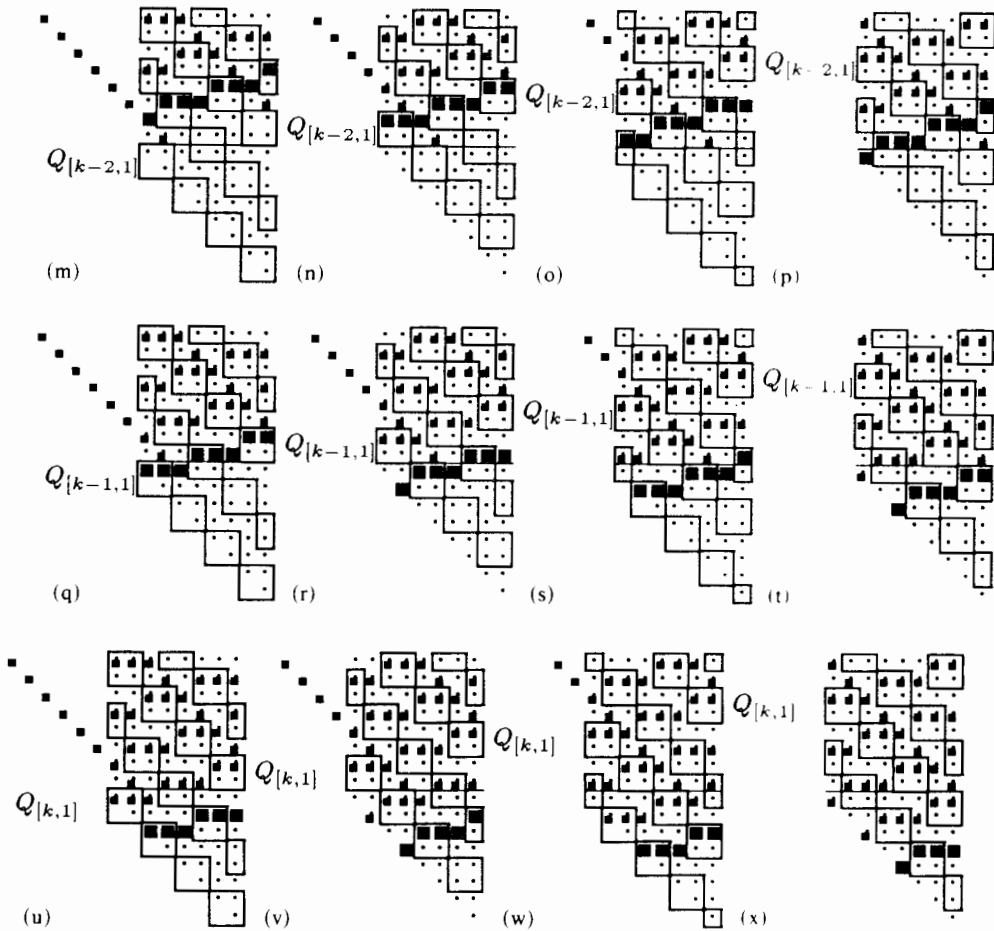 Q[k−2,1]
Q[k−2,1]
Q[k−2,1]
Q[k−2,1]
(m)
(n)
(o)
(p)
Q[k−1,1]
Q[k−1,1]
Q[k−1,1]
Q[k−1,1]
(q)
(r)
(s)
(t)
Q[k,1]
Q[k,1]
Q[k,1]
Q[k,1]
(u)
(v)
(w)
(x)